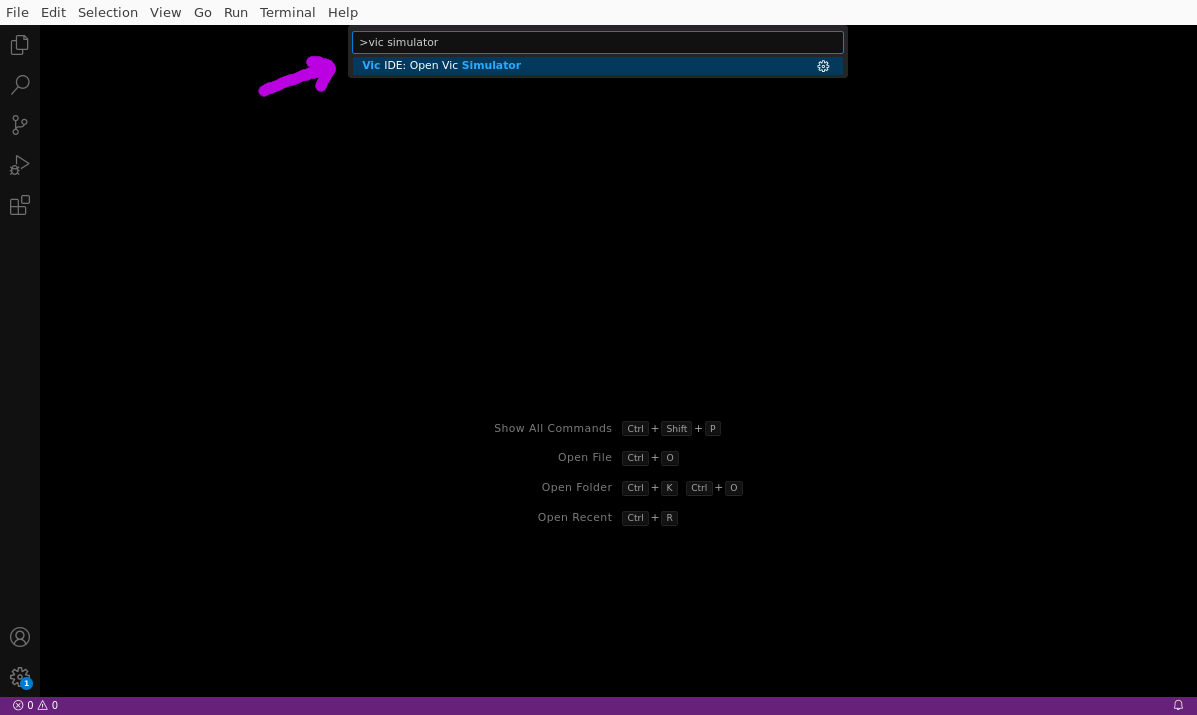 File Edit Selection View Go Run Terminal Help
>vic simulator
Vic IDE: Open Vic Simulator
Show All Commands Ctrl + Shift + P
Open File Ctrl + O
Open Folder Ctrl + K Ctrl + O
Open Recent Ctrl + R
1
0 0